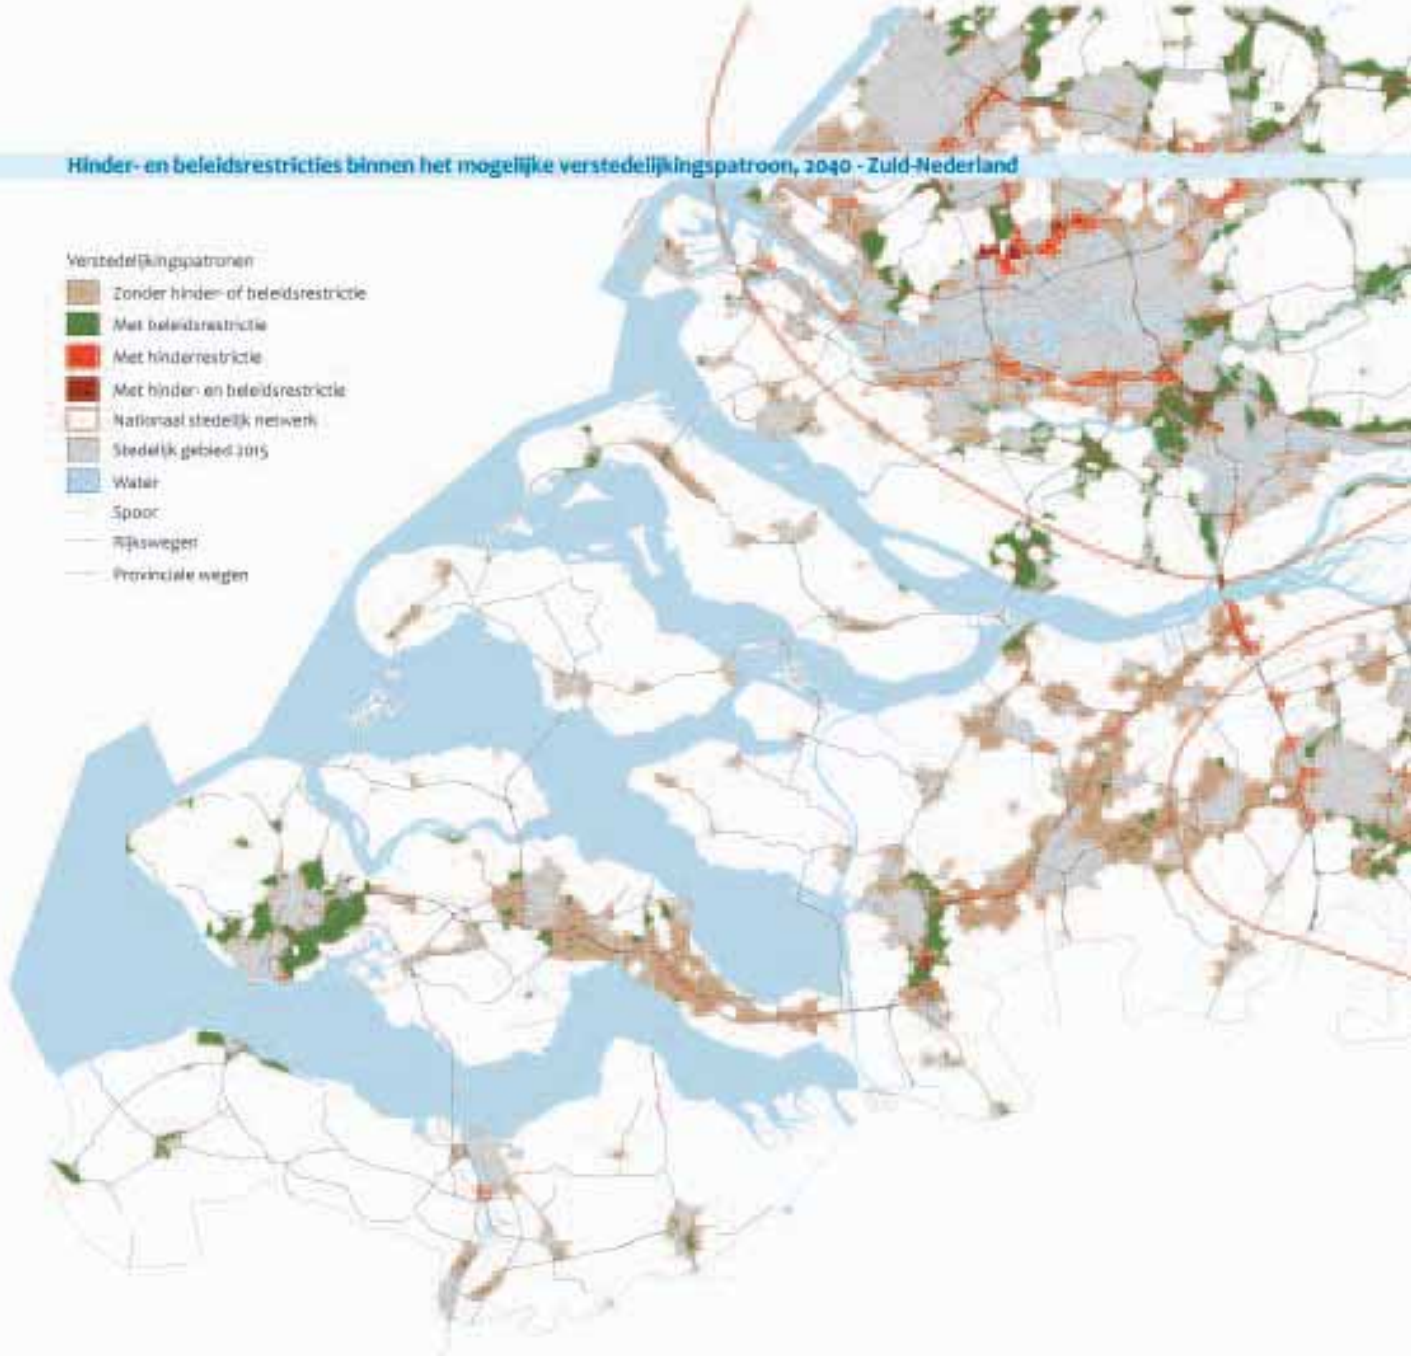 Hinder- en beleidsrestricties binnen het mogelijke verstedelijkingspatroon, 2040 - Zuid-Nederland
Verstedelijkingspatronen
Zonder hinder- of beleidsrestrictie
Met beleidsrestrictie
Met hinderrestrictie
Met hinder- en beleidsrestrictie
Nationaal stedelijk netwerk
Stedelijk gebied 2015
Water
Spoor
Rijkswegen
Provinciale wegen